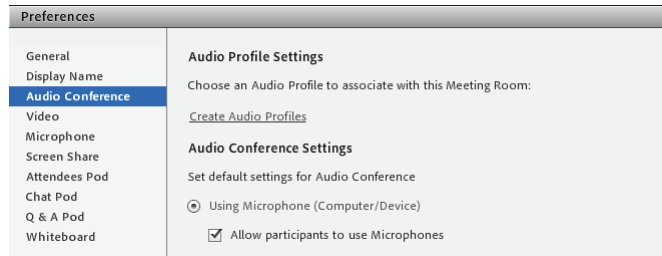 Preferences
General
Display Name
Audio Conference
Video
Microphone
Screen Share
Attendees Pod
Chat Pod
Q & A Pod
Whiteboard
Audio Profile Settings
Choose an Audio Profile to associate with this Meeting Room:
Create Audio Profiles
Audio Conference Settings
Set default settings for Audio Conference
Using Microphone (Computer/Device)
Allow participants to use Microphones